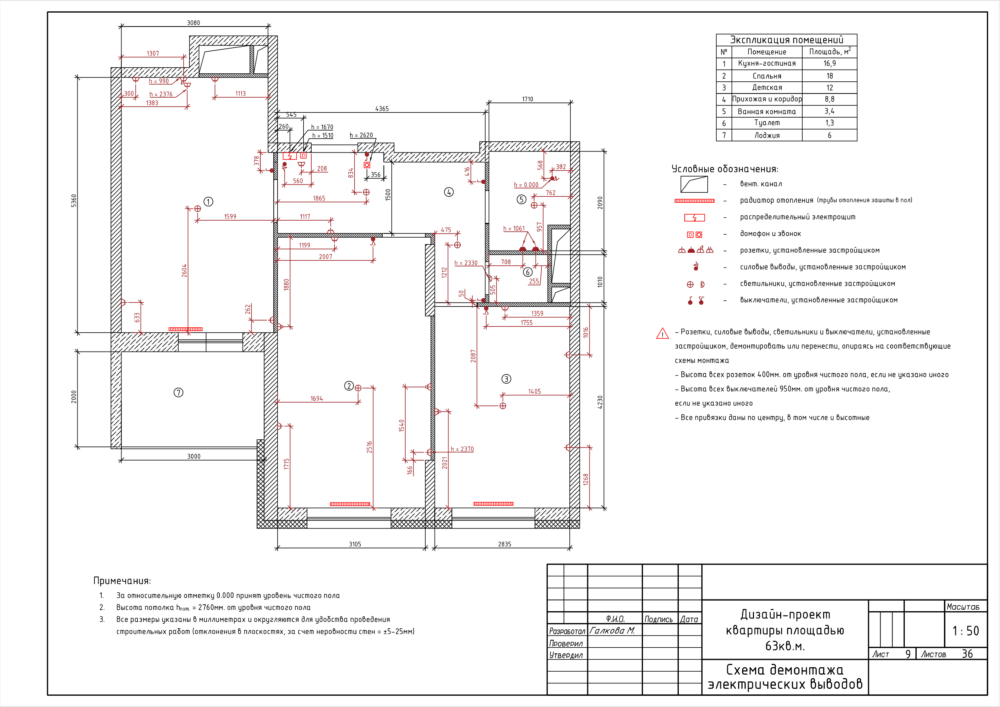 3080
1307
h = 990
300
h = 2376
1383
1113
4365
1710
545
260
h = 1670
h = 1510
h = 2620
378
208
560
834
356
1865
1500
416
568
382
h = 0.000
762
957
2090
5360
1
1599
1117
4
5
475
h = 1061
1199
2007
1212
h = 2330
708
6
255
505
1010
50
2604
1880
633
262
1359
1755
1016
2087
2000
7
2
3
1694
1405
1540
2516
4230
166
h = 2370
2021
1715
1268
3000
3105
2835
Экспликация помещений
№ Помещение Площадь, м²
1 Кухня-гостиная 16,9
2 Спальня 18
3 Детская 12
4 Прихожая и коридор 8,8
5 Ванная комната 3,4
6 Туалет 1,3
7 Лоджия 6
Условные обозначения:
– вент. канал
– радиатор отопления (трубы отопления зашиты в пол)
– распределительный электрощит
– домофон и звонок
– розетки, установленные застройщиком
– силовые выводы, установленные застройщиком
– светильники, установленные застройщиком
– выключатели, установленные застройщиком
– Розетки, силовые выводы, светильники и выключатели, установленные
застройщиком, демонтировать или перенести, опираясь на соответствующие
схемы монтажа
– Высота всех розеток 400мм. от уровня чистого пола, если не указано иного
– Высота всех выключателей 950мм. от уровня чистого пола,
если не указано иного
– Все привязки даны по центру, в том числе и высотные
Примечания:
1. За относительную отметку 0.000 принят уровень чистого пола
2. Высота потолка hпот. = 2760мм. от уровня чистого пола
3. Все размеры указаны в миллиметрах и округляются для удобства проведения
строительных работ (отклонения в плоскостях, за счет неровности стен = ±5-25мм)
Ф.И.О. Подпись Дата
Разработал Галкова М.
Проверил
Утвердил
Дизайн-проект
квартиры площадью
63кв.м.
Масштаб
1 : 50
Лист 9 Листов 36
Схема демонтажа
электрических выводов